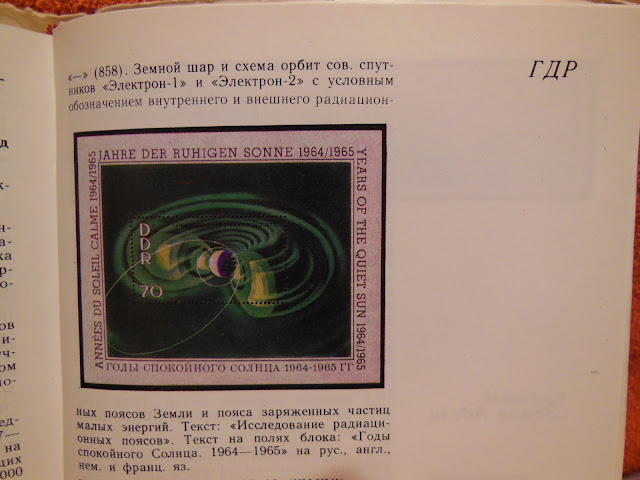 ГДР
«—» (858). Земной шар и схема орбит сов. спут-
ников «Электрон-1» и «Электрон-2» с условным
обозначением внутреннего и внешнего радиацион-
JAHRE DER RUHIGEN SONNE 1964/1965
ANNÉES DU SOLEIL CALME 1964/1965
YEARS OF THE QUIET SUN 1964/1965
DDR
70
ГОДЫ СПОКОЙНОГО СОЛНЦА 1964-1965 ГГ
ных поясов Земли и пояса заряженных частиц
малых энергий. Текст: «Исследование радиаци-
онных поясов». Текст на полях блока: «Годы
спокойного Солнца. 1964—1965» на рус., англ.,
нем. и франц. яз.